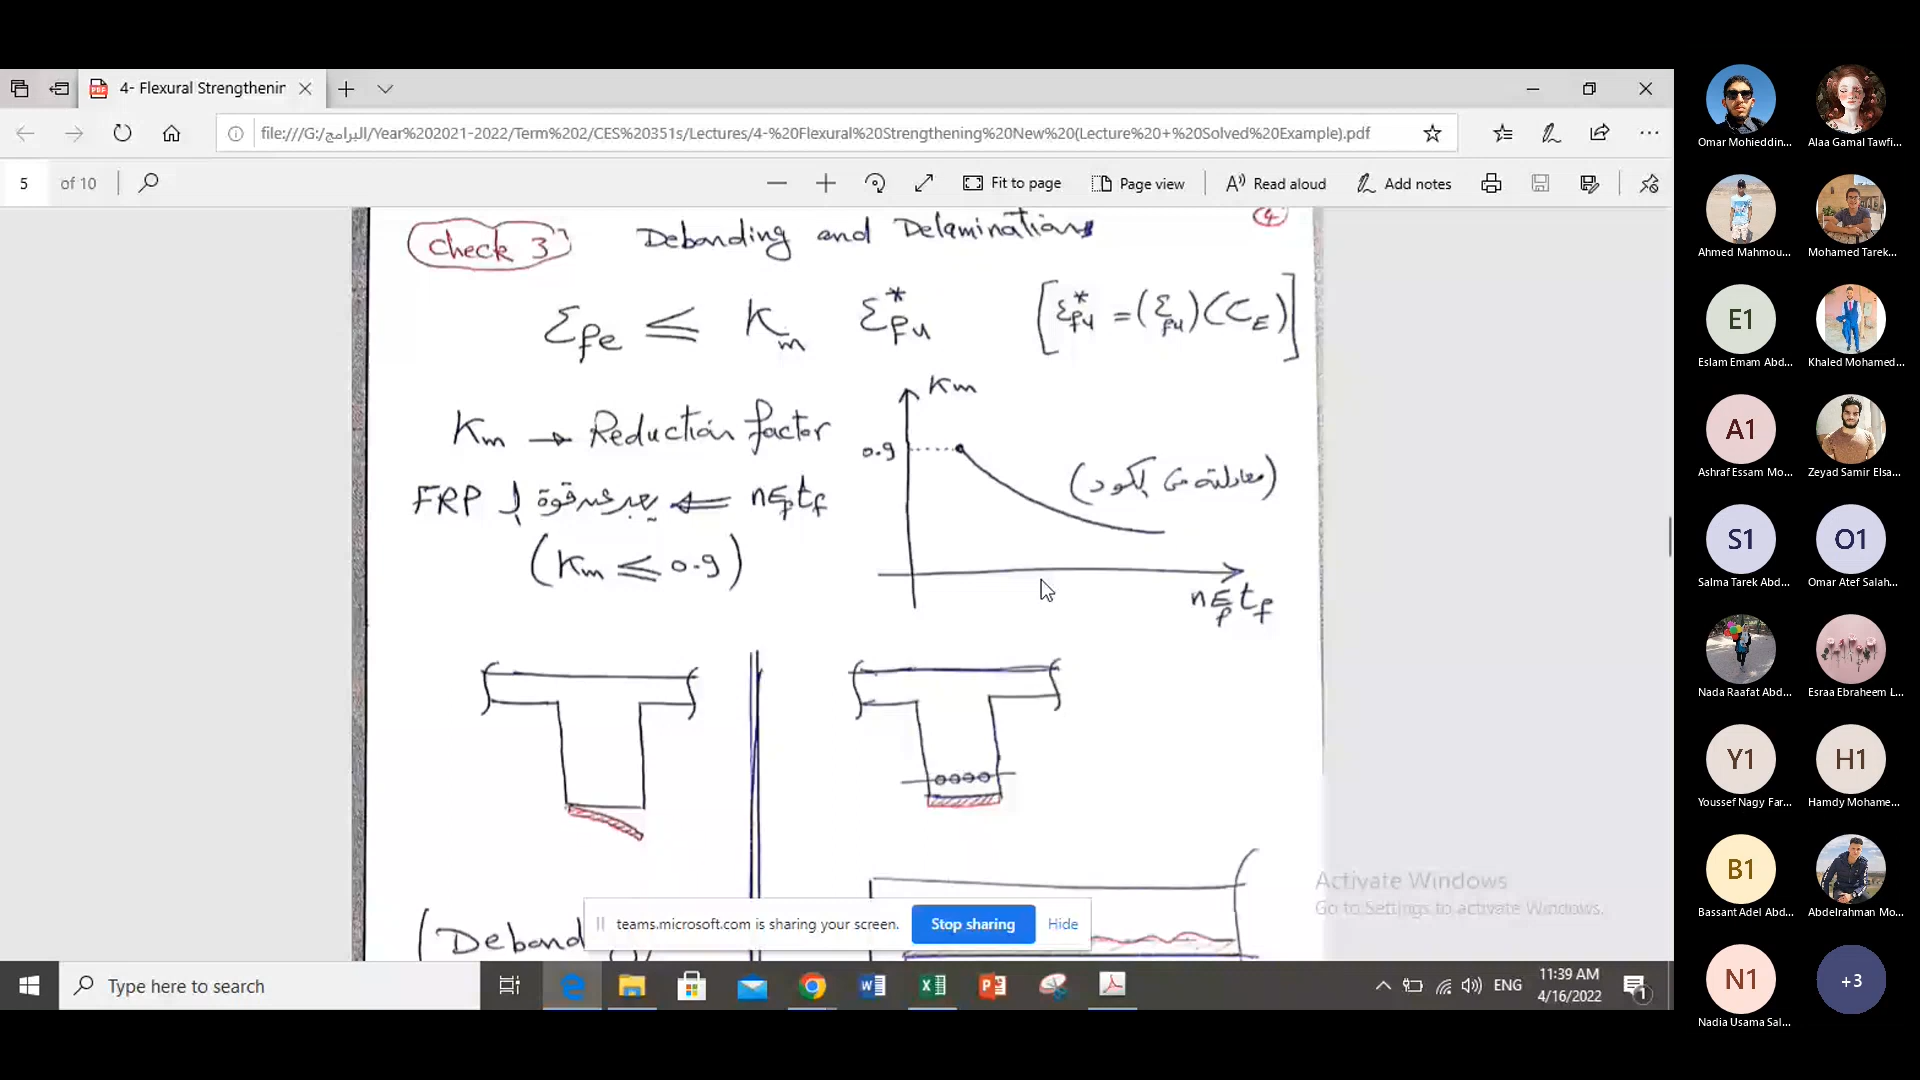 4- Flexural Strengthenin
file:///G:/البرامج/Year%202021-2022/Term%202/CES%20351s/Lectures/4-%20Flexural%20Strengthening%20New%20(Lecture%20+%20Solved%20Example).pdf
5 of 10
Fit to page
Page view
Read aloud
Add notes
4
Check 3 Debonding and Delaminations
Ɛfe ≤ Km Ɛ*fu [Ɛ*fu = (Ɛfu)(CE)]
Km
Km → Reduction factor
0.9
(معادلة من الكود)
nEftf ⇐ يعبر عن قوة ال FRP
(Km ≤ 0.9)
nEftf
(Debond
teams.microsoft.com is sharing your screen.
Stop sharing
Hide
Activate Windows
Go to Settings to activate Windows.
Type here to search
ENG
11:39 AM
4/16/2022
1
Omar Mohieddin...
Alaa Gamal Tawfi...
Ahmed Mahmou...
Mohamed Tarek...
E1
Eslam Emam Abd...
Khaled Mohamed...
A1
Ashraf Essam Mo...
Zeyad Samir Elsa...
S1
O1
Salma Tarek Abd...
Omar Atef Salah...
Nada Raafat Abd...
Esraa Ebraheem L...
Y1
H1
Youssef Nagy Far...
Hamdy Mohame...
B1
Bassant Adel Abd...
Abdelrahman Mo...
N1
+3
Nadia Usama Sal...